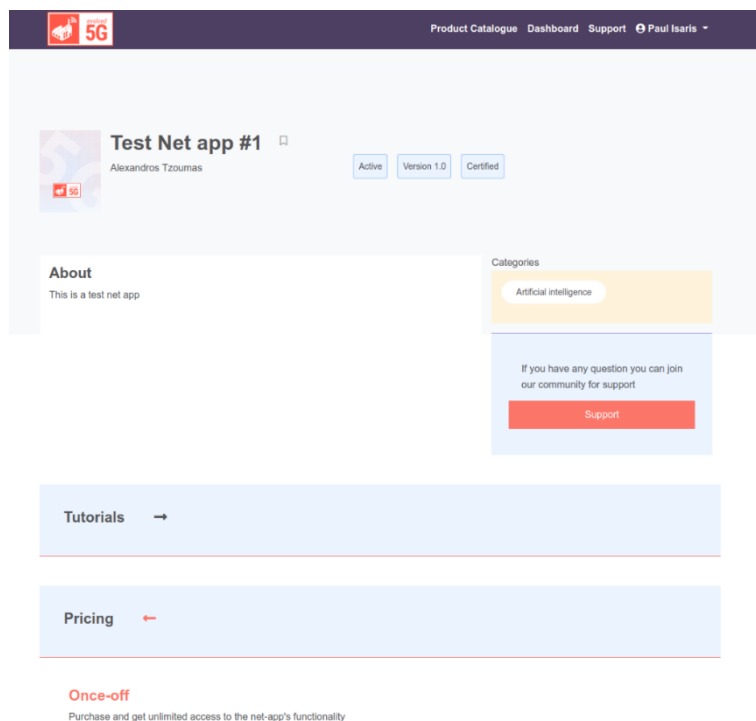 evolved
5G
Product Catalogue Dashboard Support Paul Isaris
Test Net app #1
Alexandros Tzoumas
Active Version 1.0 Certified
5G
About
This is a test net app
Categories
Artificial intelligence
If you have any question you can join
our community for support
Support
Tutorials
Pricing
Once-off
Purchase and get unlimited access to the net-app's functionality